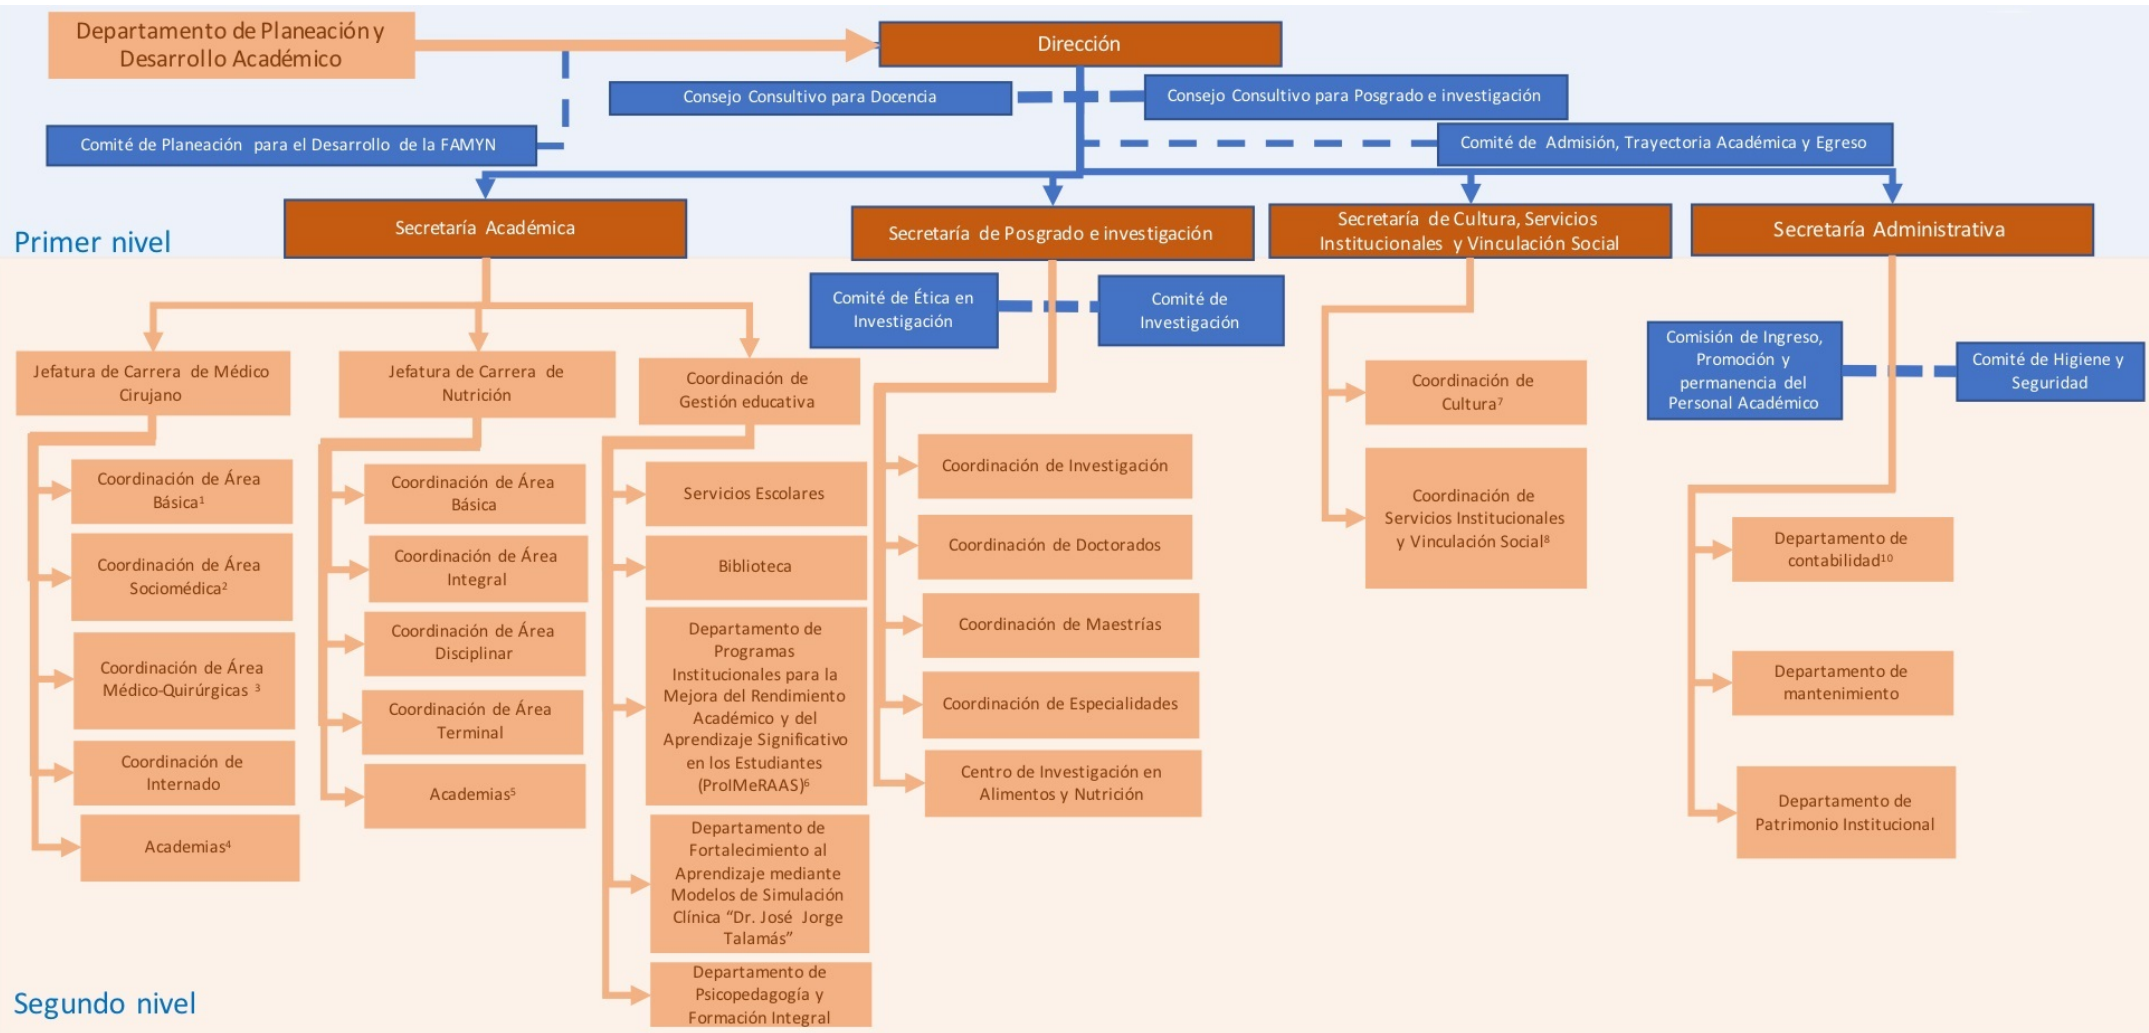 Departamento de Planeación y
Desarrollo Académico
Dirección
Consejo Consultivo para Docencia
Consejo Consultivo para Posgrado e investigación
Comité de Planeación para el Desarrollo de la FAMYN
Comité de Admisión, Trayectoria Académica y Egreso
Primer nivel
Secretaría Académica
Secretaría de Posgrado e investigación
Secretaría de Cultura, Servicios
Institucionales y Vinculación Social
Secretaría Administrativa
Comité de Ética en
Investigación
Comité de
Investigación
Comisión de Ingreso,
Promoción y
permanencia del
Personal Académico
Comité de Higiene y
Seguridad
Jefatura de Carrera de Médico
Cirujano
Coordinación de Área
Básica¹
Coordinación de Área
Sociomédica²
Coordinación de Área
Médico-Quirúrgicas ³
Coordinación de
Internado
Academias⁴
Jefatura de Carrera de
Nutrición
Coordinación de Área
Básica
Coordinación de Área
Integral
Coordinación de Área
Disciplinar
Coordinación de Área
Terminal
Academias⁵
Coordinación de
Gestión educativa
Servicios Escolares
Biblioteca
Departamento de
Programas
Institucionales para la
Mejora del Rendimiento
Académico y del
Aprendizaje Significativo
en los Estudiantes
(ProIMeRAAS)⁶
Departamento de
Fortalecimiento al
Aprendizaje mediante
Modelos de Simulación
Clínica “Dr. José Jorge
Talamás”
Departamento de
Psicopedagogía y
Formación Integral
Coordinación de Investigación
Coordinación de Doctorados
Coordinación de Maestrías
Coordinación de Especialidades
Centro de Investigación en
Alimentos y Nutrición
Coordinación de
Cultura⁷
Coordinación de
Servicios Institucionales
y Vinculación Social⁸
Departamento de
contabilidad¹⁰
Departamento de
mantenimiento
Departamento de
Patrimonio Institucional
Segundo nivel